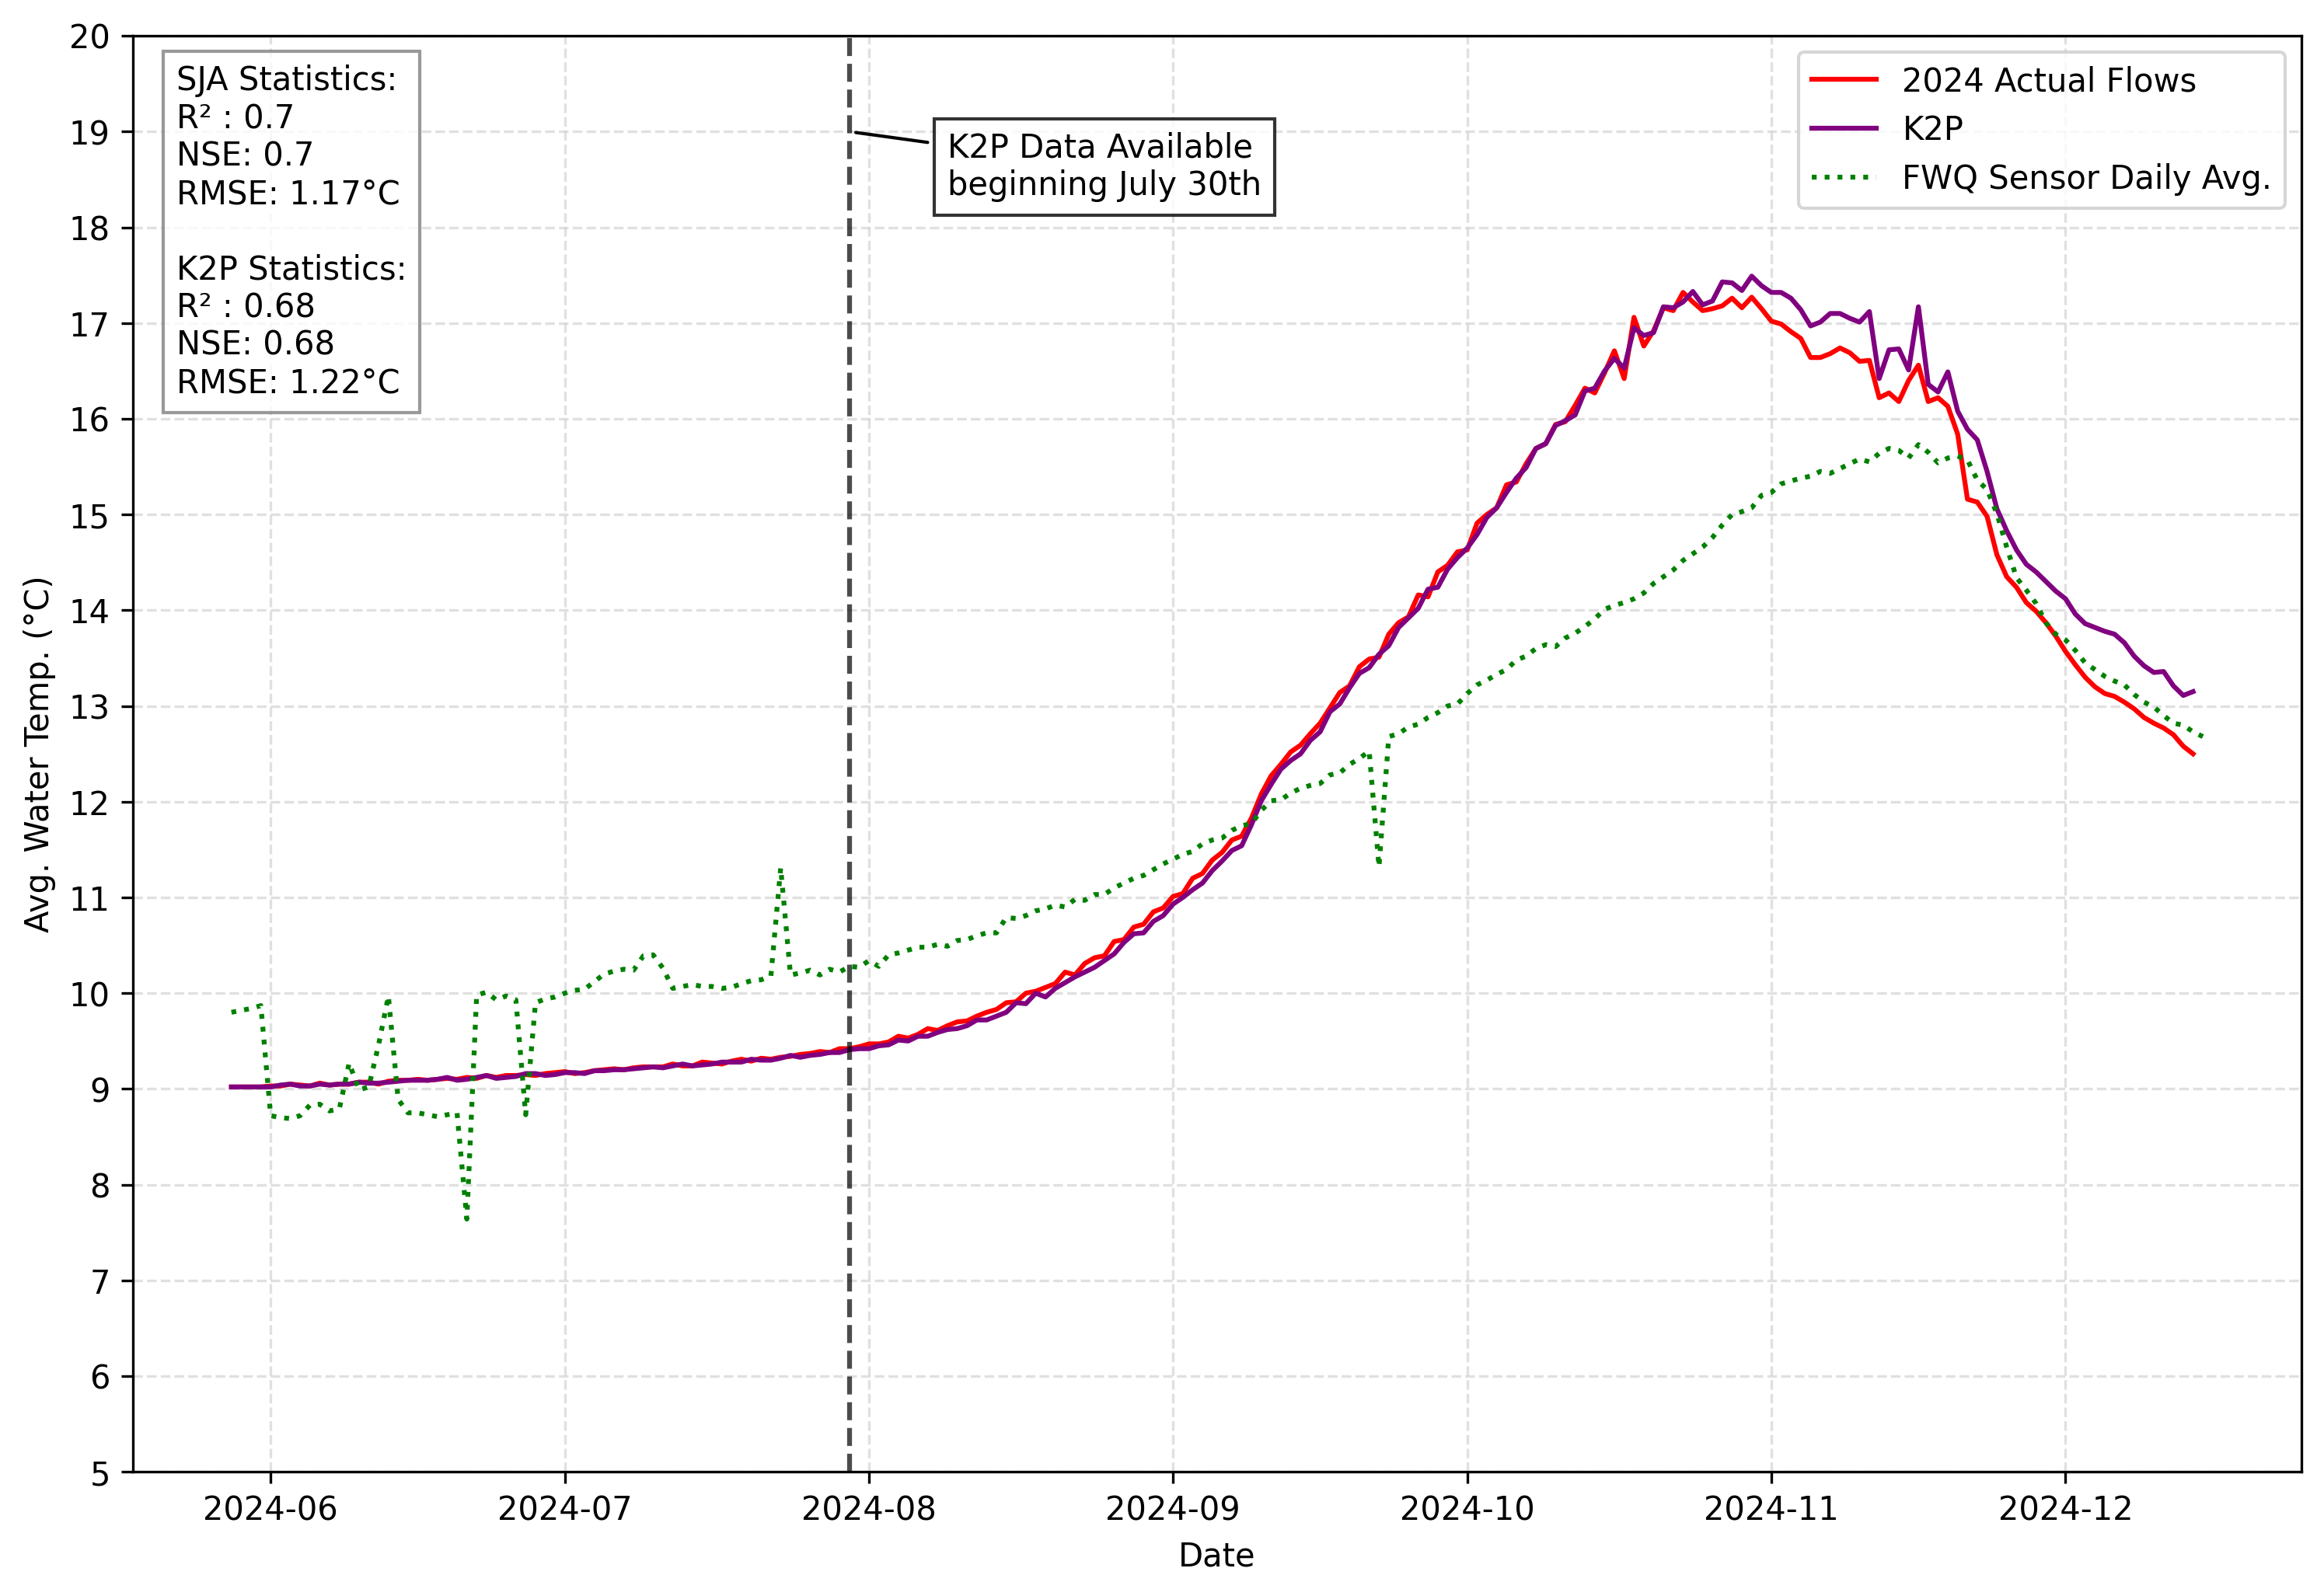 SJA Statistics:
R² : 0.7
NSE: 0.7
RMSE: 1.17°C
K2P Statistics:
R² : 0.68
NSE: 0.68
RMSE: 1.22°C
K2P Data Available
beginning July 30th
2024 Actual Flows
K2P
FWQ Sensor Daily Avg.
Avg. Water Temp. (°C)
20
19
18
17
16
15
14
13
12
11
10
9
8
7
6
5
2024-06
2024-07
2024-08
2024-09
2024-10
2024-11
2024-12
Date